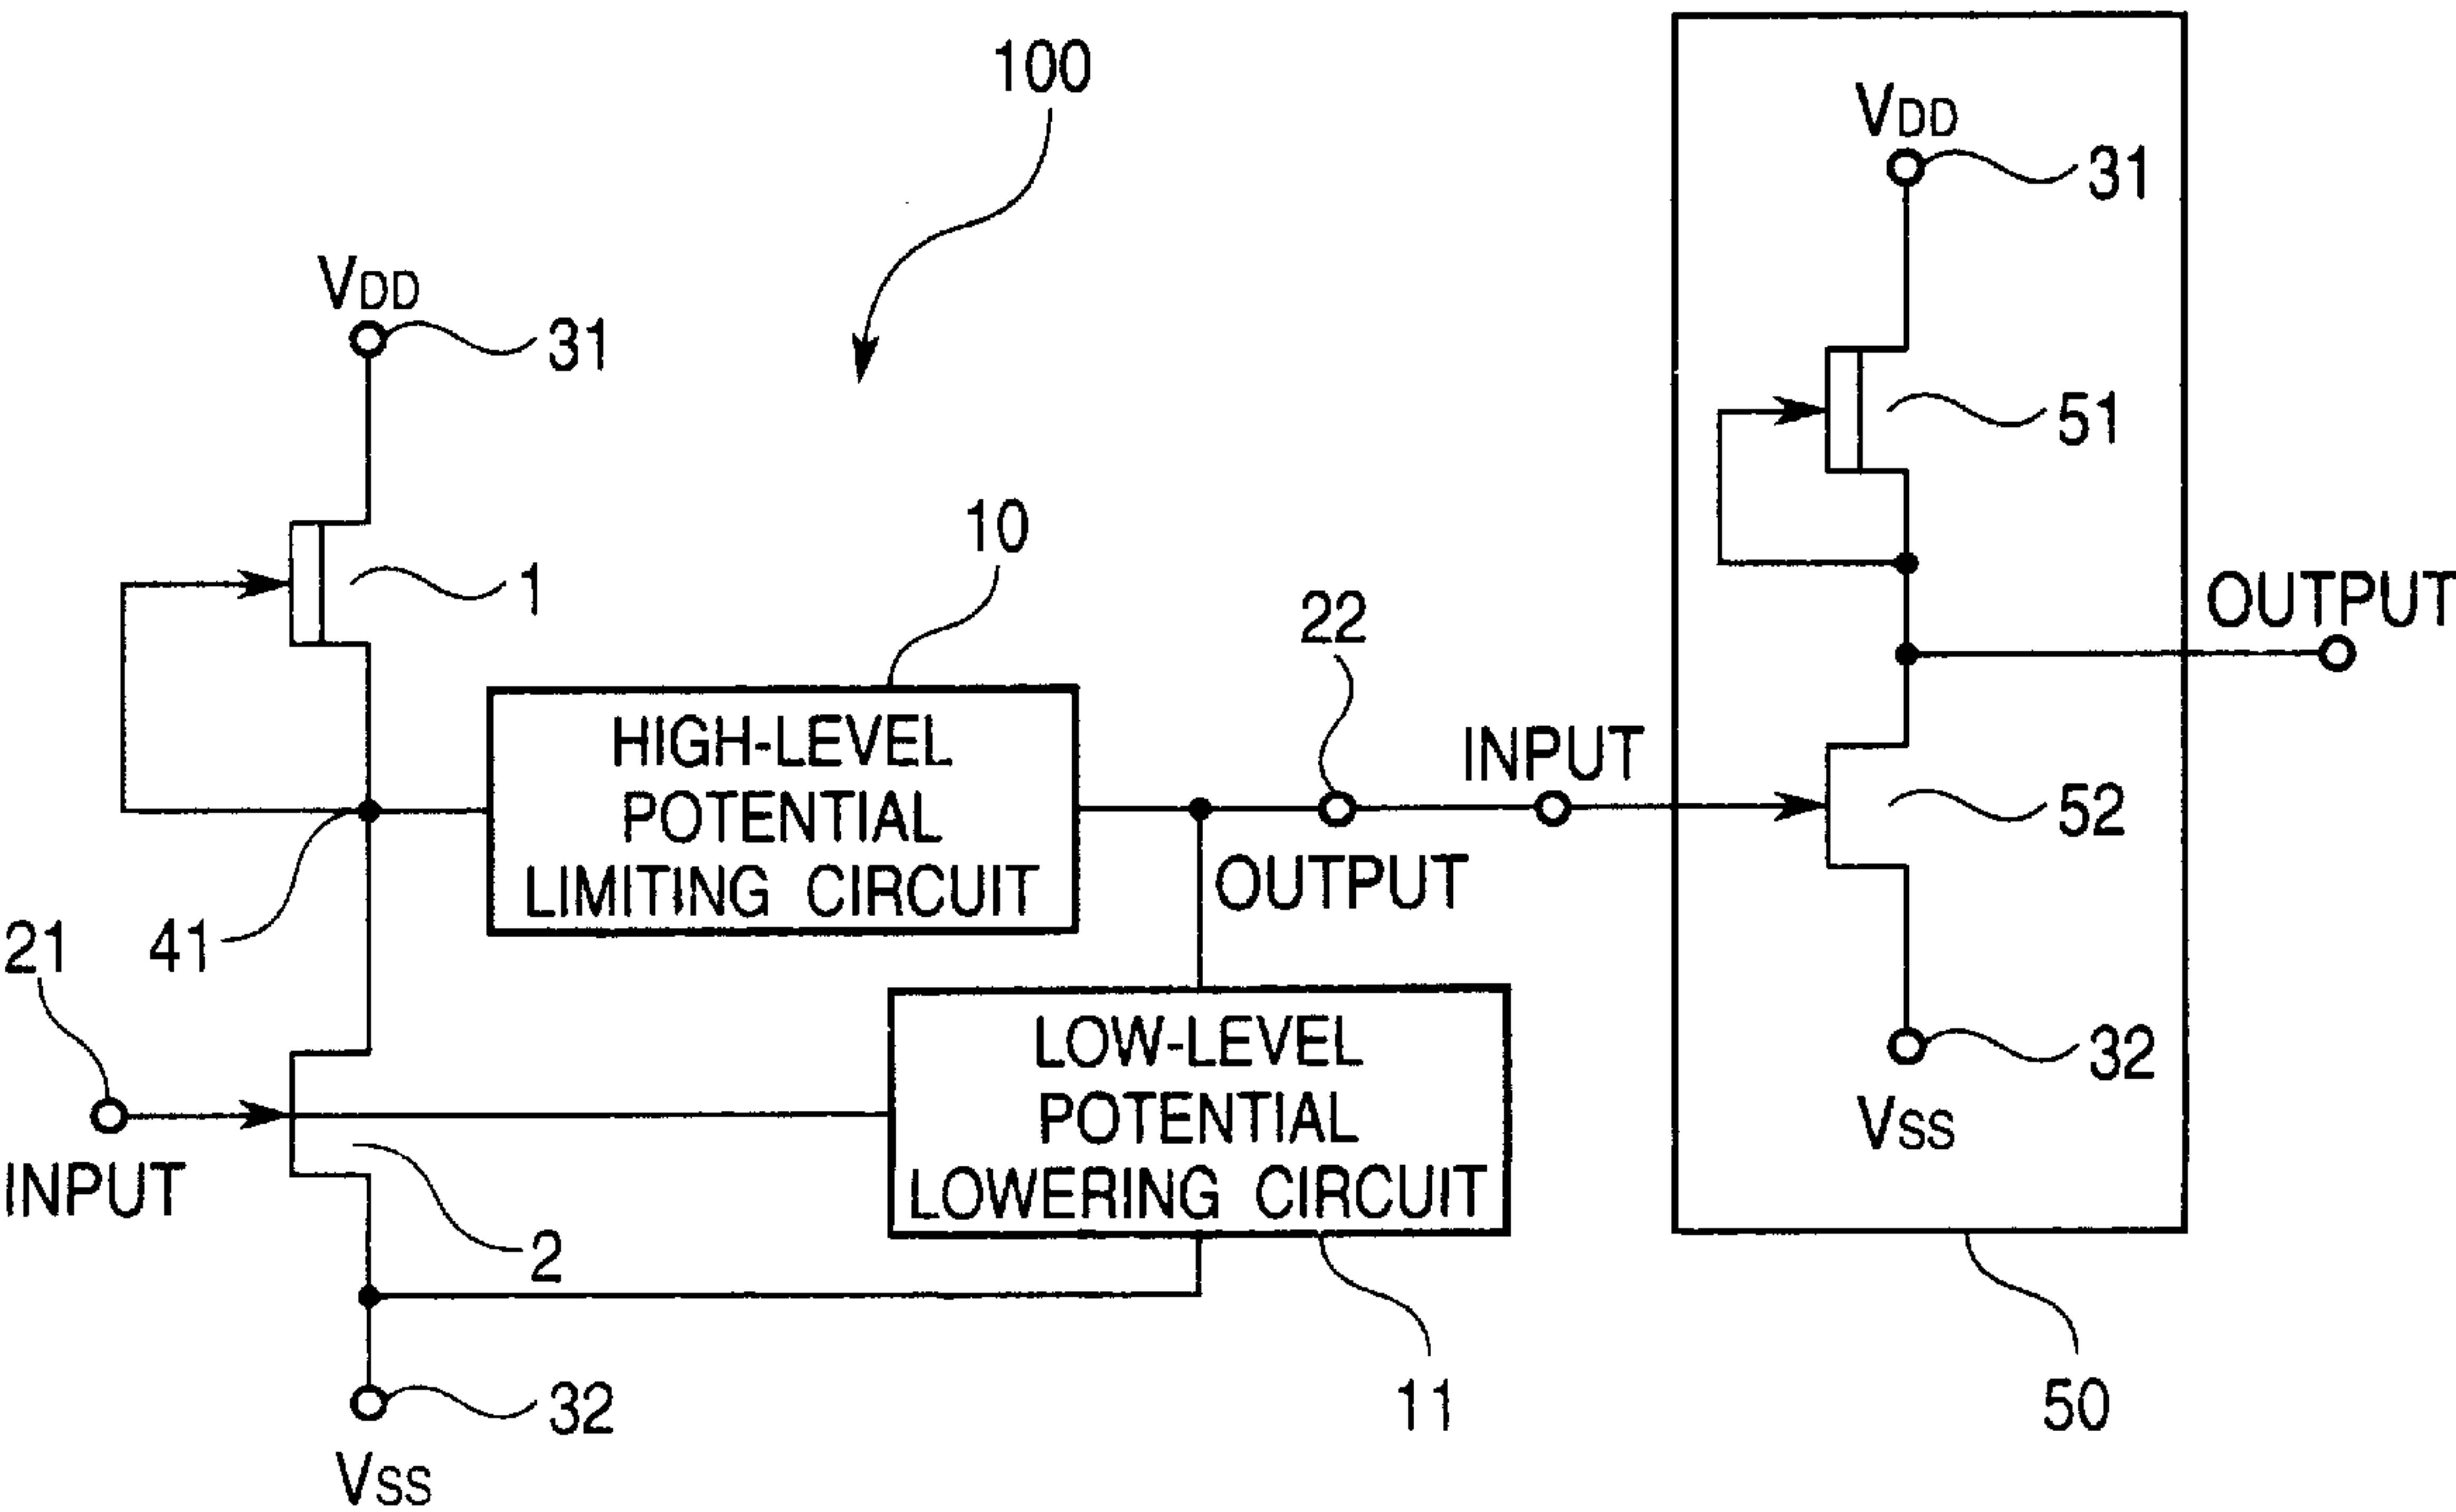 100
VDD
31
VDD
31
51
1
10
22
OUTPUT
HIGH-LEVEL
POTENTIAL
LIMITING CIRCUIT
INPUT
52
OUTPUT
21
41
LOW-LEVEL
POTENTIAL
LOWERING CIRCUIT
32
VSS
INPUT
2
11
50
32
VSS